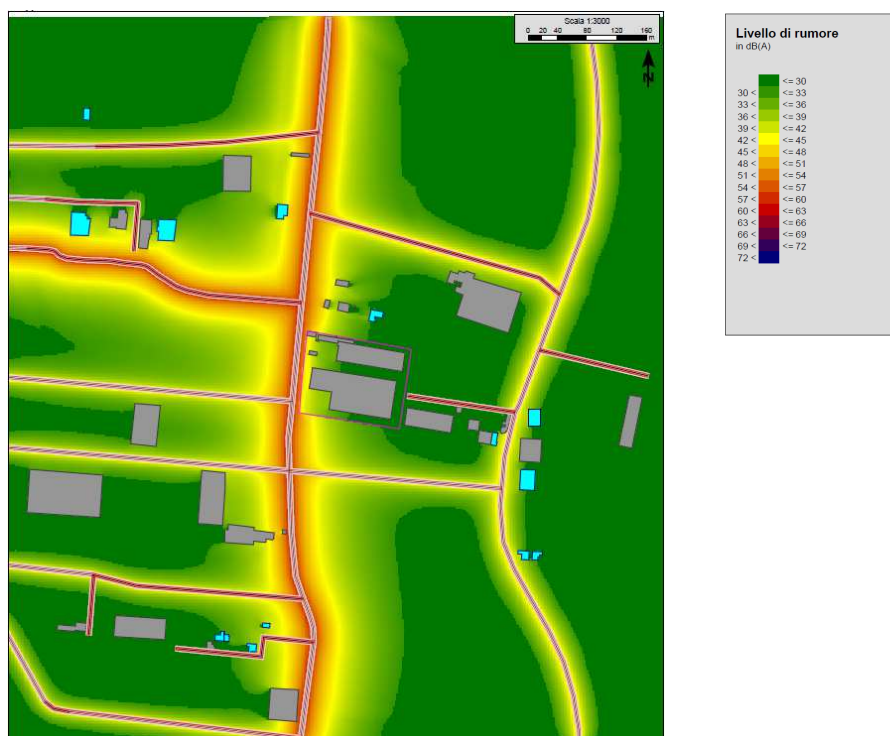 Scala 1:3000
0 20 40 80 120 160
m
N
Livello di rumore
in dB(A)
<= 30
30 < <= 33
33 < <= 36
36 < <= 39
39 < <= 42
42 < <= 45
45 < <= 48
48 < <= 51
51 < <= 54
54 < <= 57
57 < <= 60
60 < <= 63
63 < <= 66
66 < <= 69
69 < <= 72
72 <